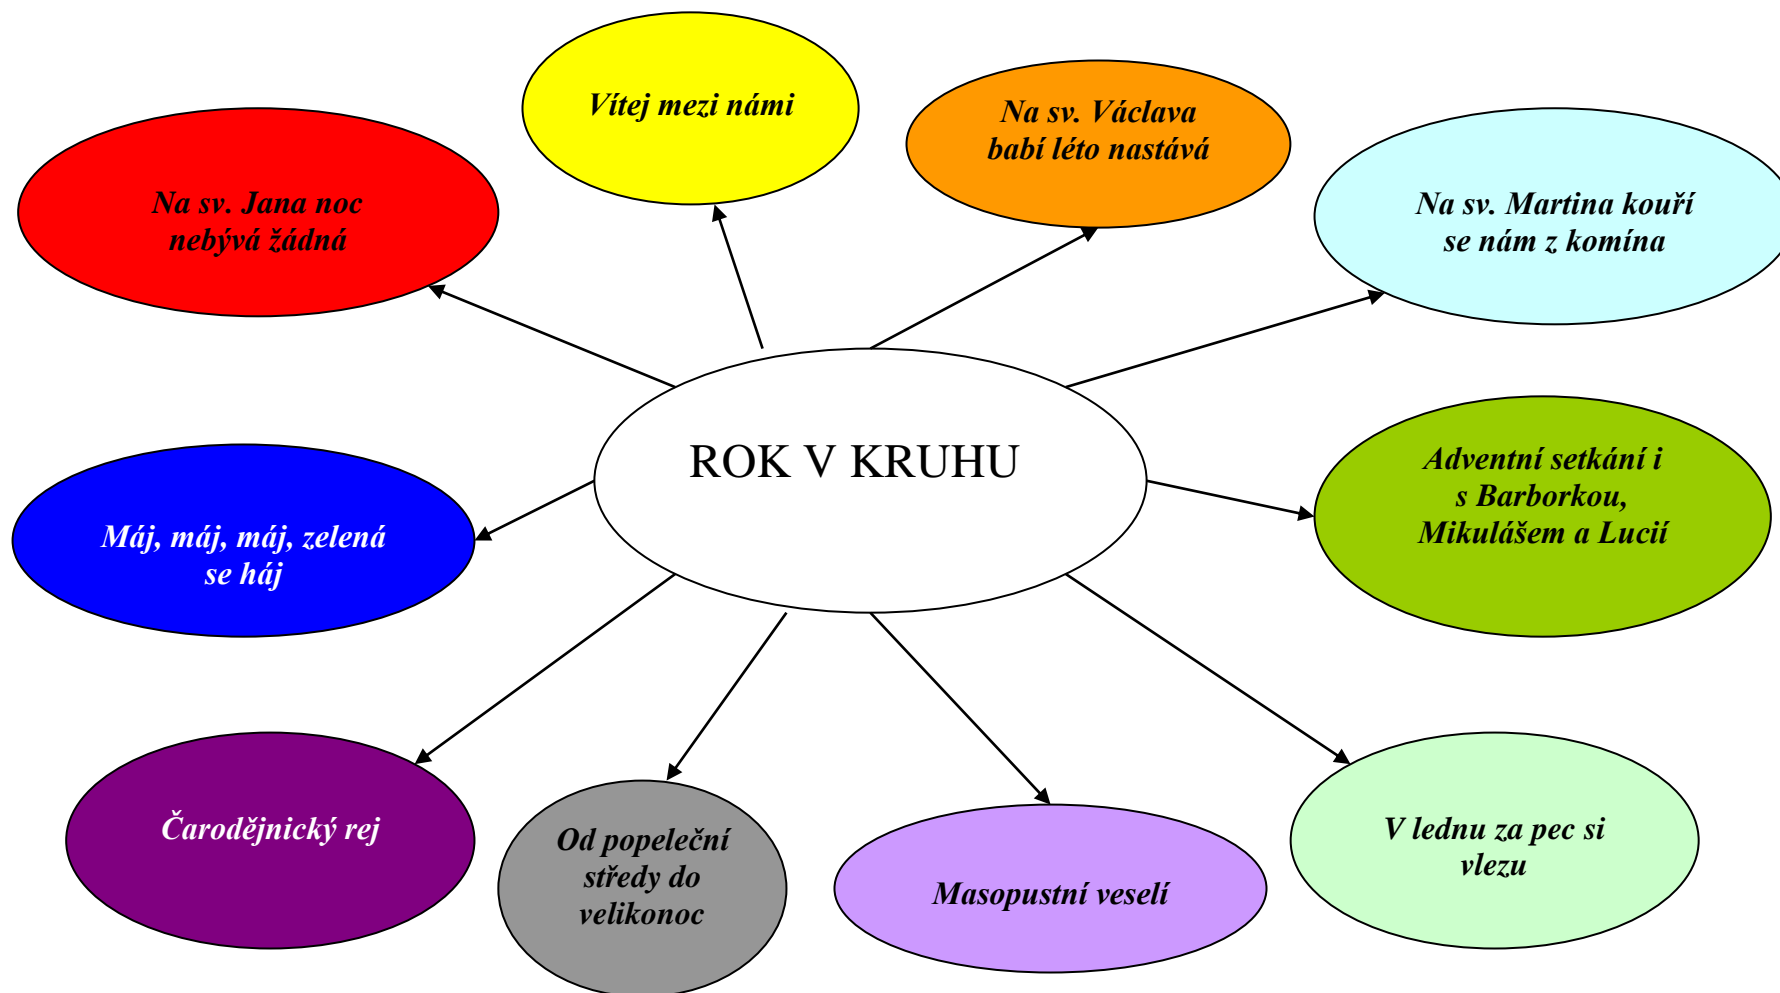 Vítej mezi námi
Na sv. Václava
babí léto nastává
Na sv. Jana noc
nebývá žádná
Na sv. Martina kouří
se nám z komína
ROK V KRUHU
Adventní setkání i
s Barborkou,
Mikulášem a Lucií
Máj, máj, máj, zelená
se háj
Čarodějnický rej
Od popeleční
středy do
velikonoc
Masopustní veselí
V lednu za pec si
vlezu